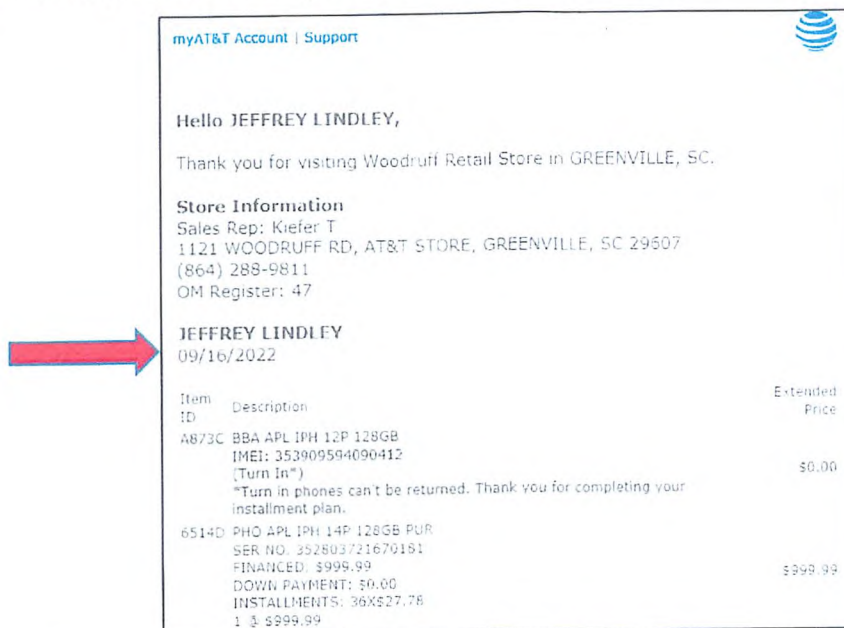 myAT&T Account | Support
Hello JEFFREY LINDLEY,
Thank you for visiting Woodruff Retail Store in GREENVILLE, SC.
Store Information
Sales Rep: Kiefer T
1121 WOODRUFF RD, AT&T STORE, GREENVILLE, SC 29607
(864) 288-9811
OM Register: 47
JEFFREY LINDLEY
09/16/2022
Item ID Description Extended Price
A873C BBA APL IPH 12P 128GB
IMEI: 353909594090412
(Turn In*) $0.00
*Turn in phones can't be returned. Thank you for completing your
installment plan.
6514D PHO APL IPH 14P 128GB PUR
SER NO. 352803721670181
FINANCED: $999.99 $999.99
DOWN PAYMENT: $0.00
INSTALLMENTS: 36X$27.78
1 @ $999.99